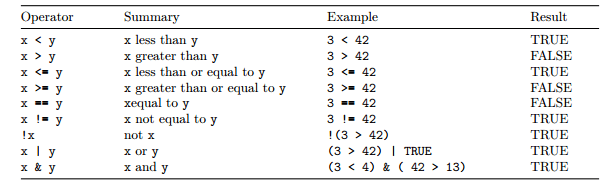 Operator Summary Example Result
x < y x less than y 3 < 42 TRUE
x > y x greater than y 3 > 42 FALSE
x <= y x less than or equal to y 3 <= 42 TRUE
x >= y x greater than or equal to y 3 >= 42 FALSE
x == y xequal to y 3 == 42 FALSE
x != y x not equal to y 3 != 42 TRUE
!x not x !(3 > 42) TRUE
x | y x or y (3 > 42) | TRUE TRUE
x & y x and y (3 < 4) & ( 42 > 13) TRUE